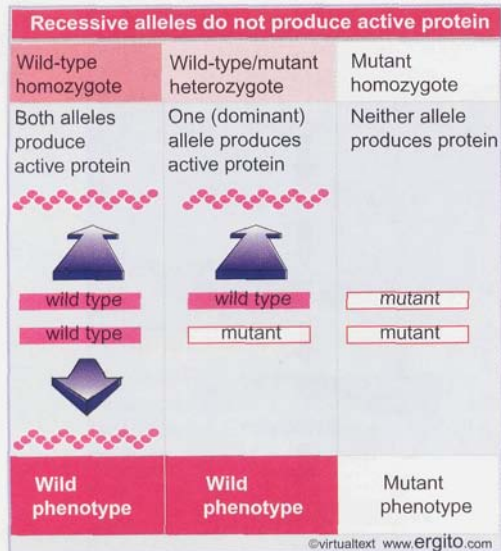 Recessive alleles do not produce active protein
Wild-type
homozygote
Wild-type/mutant
heterozygote
Mutant
homozygote
Both alleles
produce
active protein
One (dominant)
allele produces
active protein
Neither allele
produces protein
wild type
wild type
mutant
wild type
mutant
mutant
Wild
phenotype
Wild
phenotype
Mutant
phenotype
©virtualtext www.ergito.com